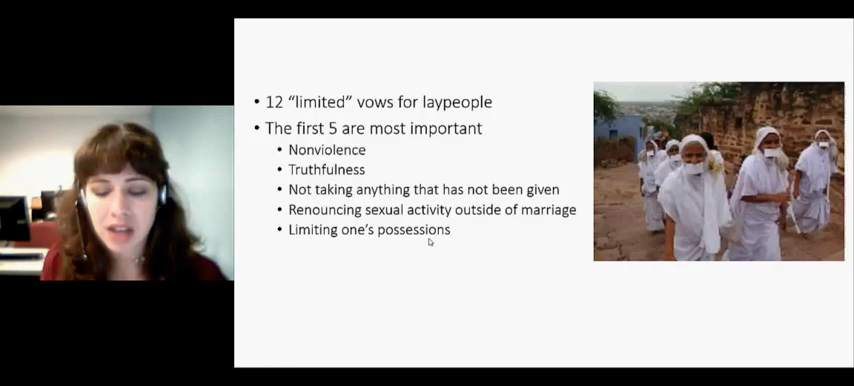 • 12 “limited” vows for laypeople
• The first 5 are most important
• Nonviolence
• Truthfulness
• Not taking anything that has not been given
• Renouncing sexual activity outside of marriage
• Limiting one’s possessions